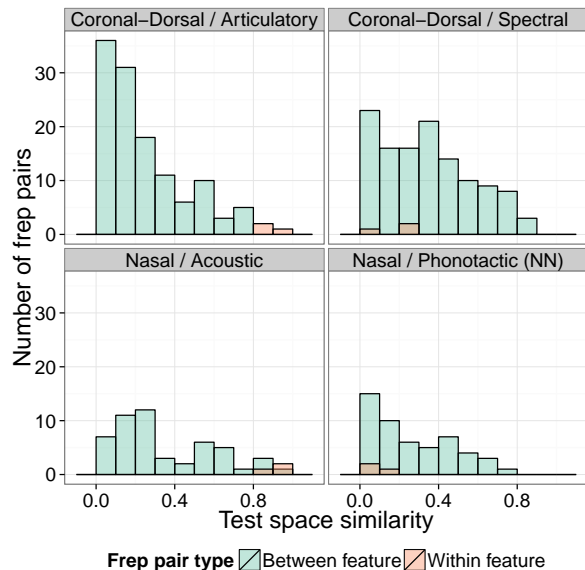 Coronal−Dorsal / Articulatory
Coronal−Dorsal / Spectral
30
20
10
0
Nasal / Acoustic
Nasal / Phonotactic (NN)
30
20
10
0
Number of frep pairs
0.0 0.4 0.8
0.0 0.4 0.8
Test space similarity
Frep pair type Between feature Within feature